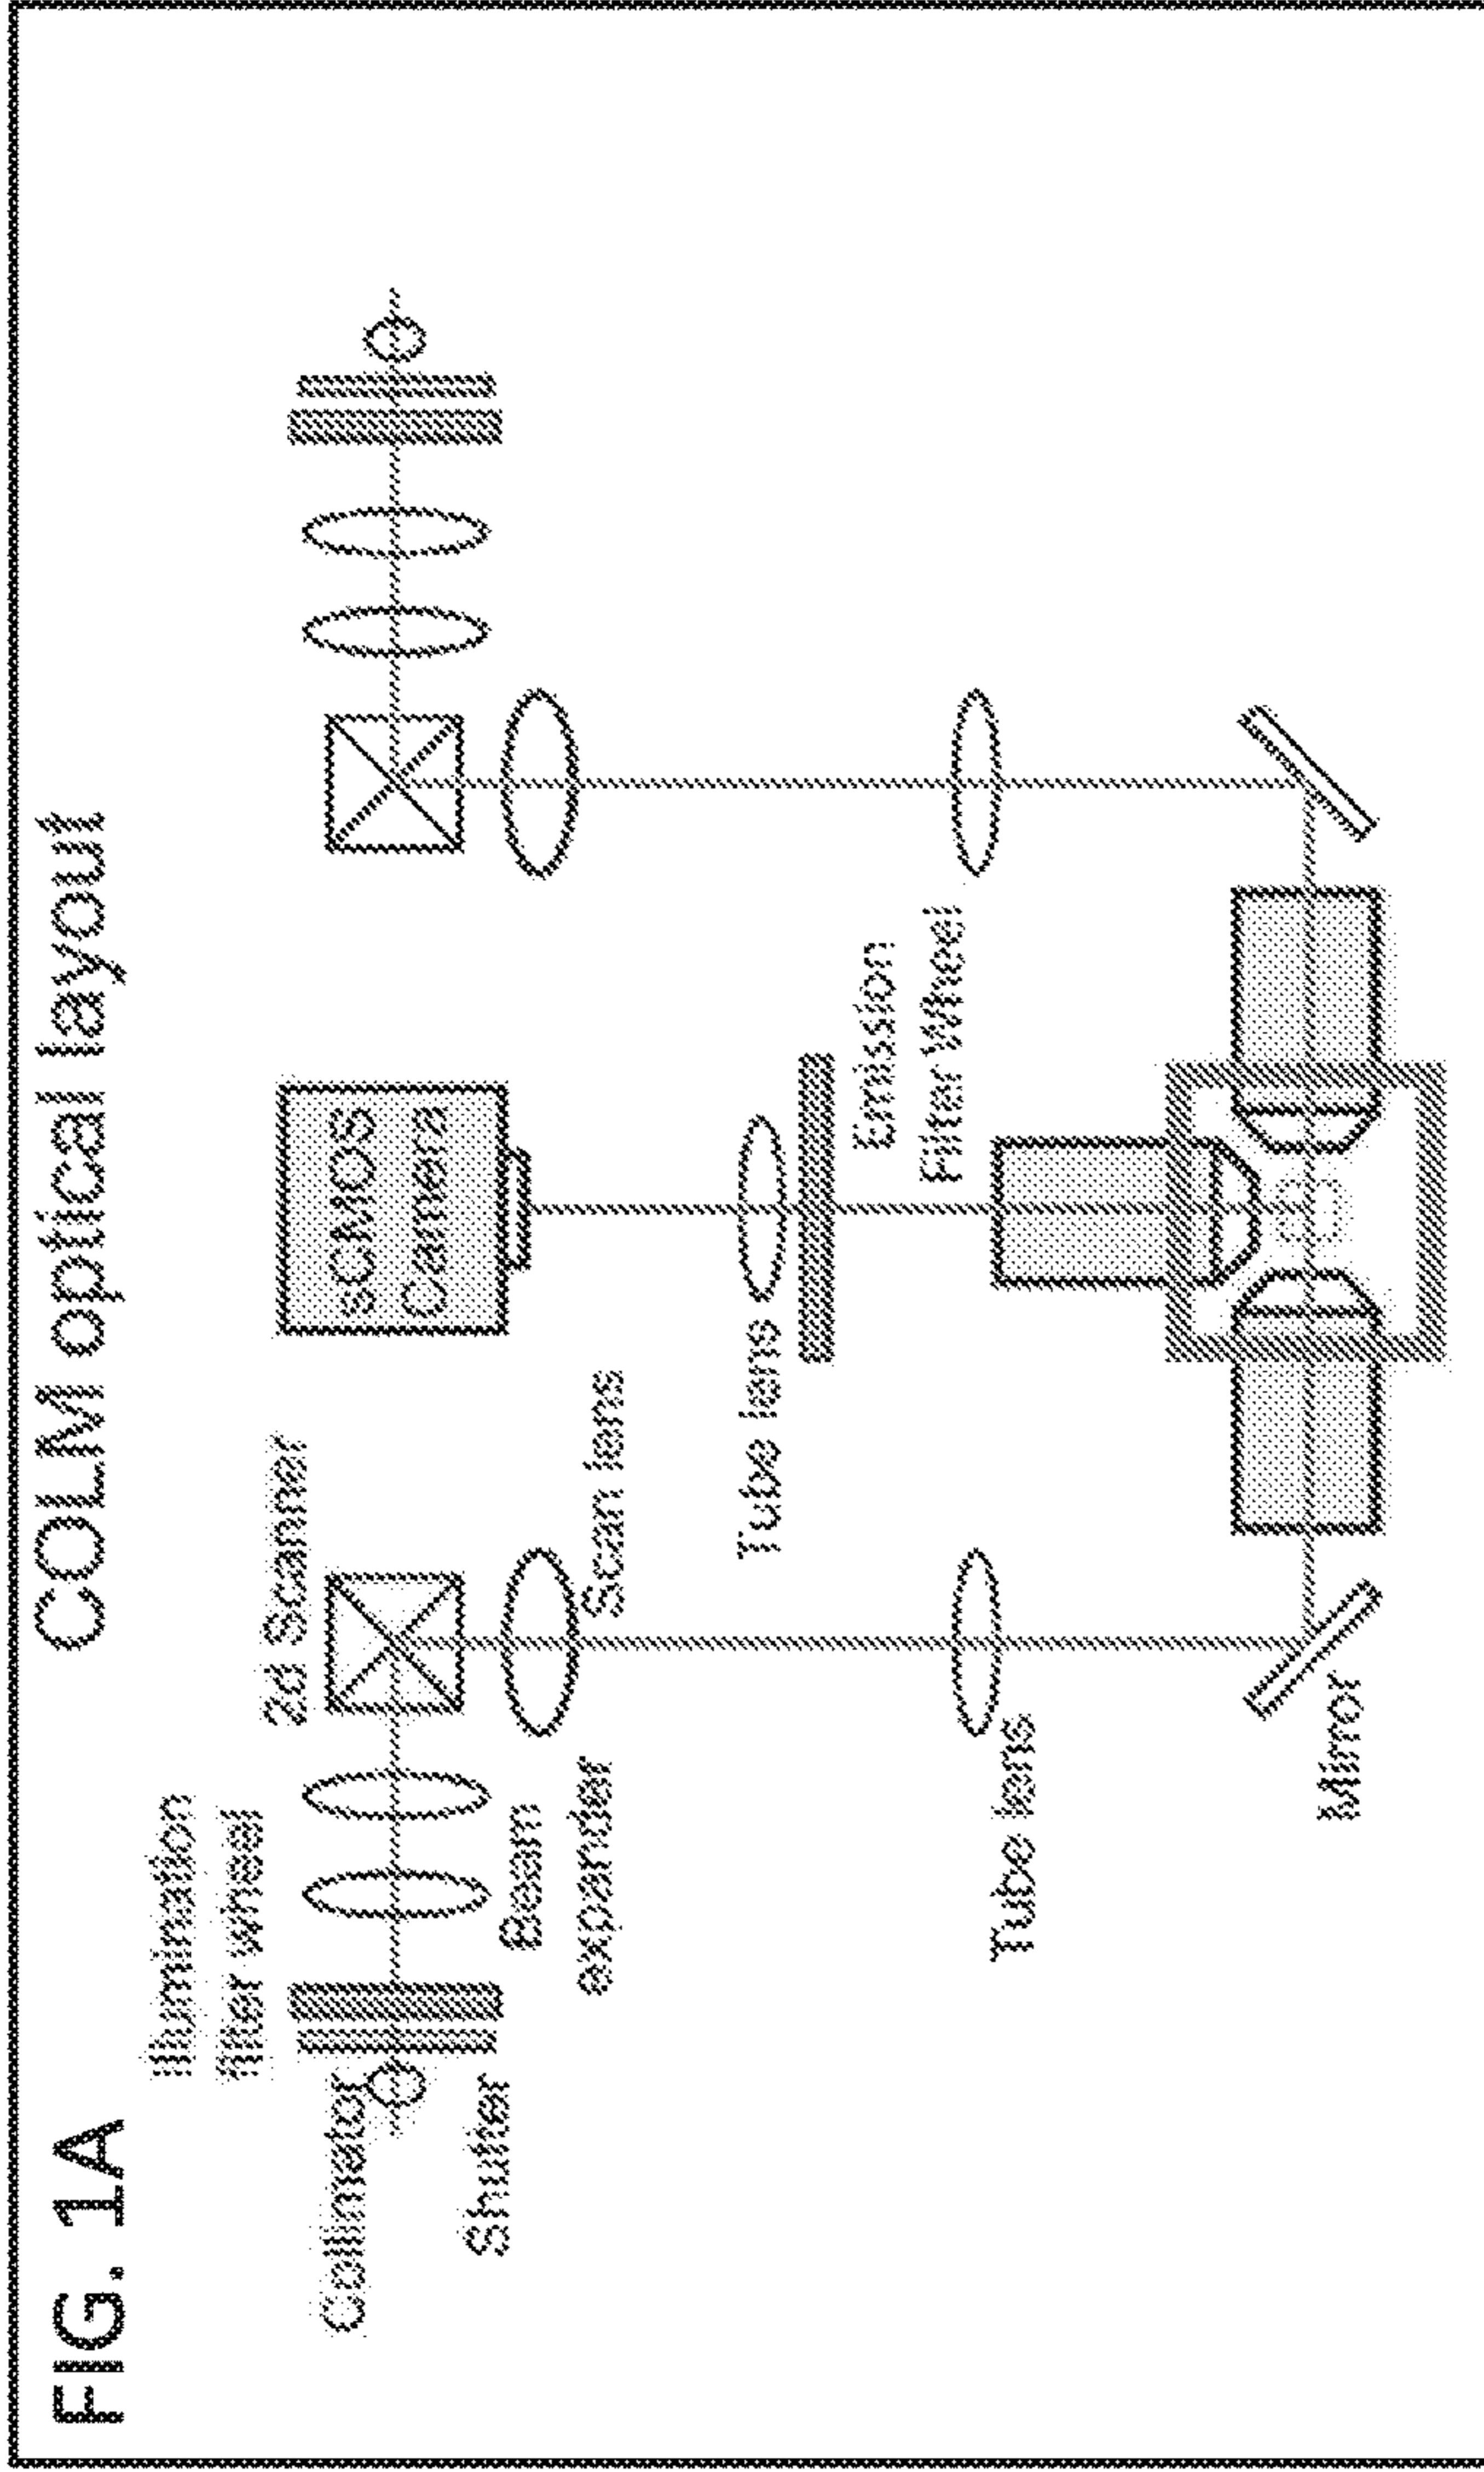 FIG. 1A
COLM optical layout
Illumination
filter wheel
2d Scanner
Collimator
Shutter
Beam
expander
Scan lens
sCMOS
Camera
Tube lens
Emission
Filter Wheel
Tube lens
Mirror